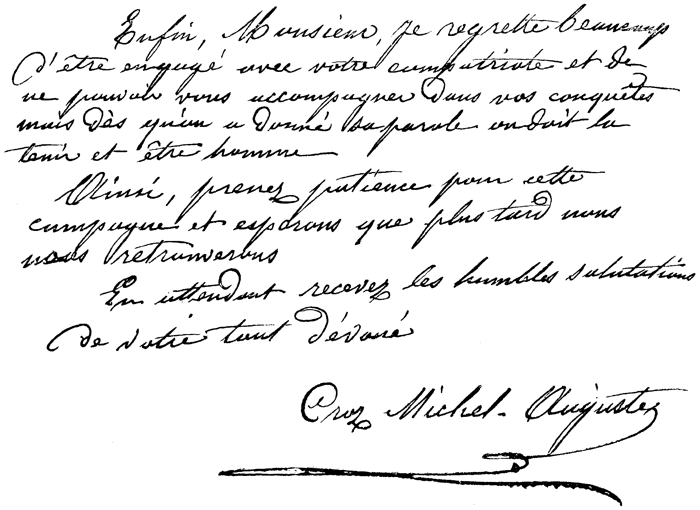 Enfin, Monsieur, je regrette beaucoup
d'être engagé avec votre compatriote et de
ne pouvoir vous accompagner dans vos conquêtes
mais dès qu'on a donné sa parole on doit la
tenir et être homme
Ainsi, prenez patience pour cette
campagne et esperons que plus tard nous
nous retrouverons
En attendant recevez les humbles salutations
de votre tout dévoué
Croz Michel-Auguste